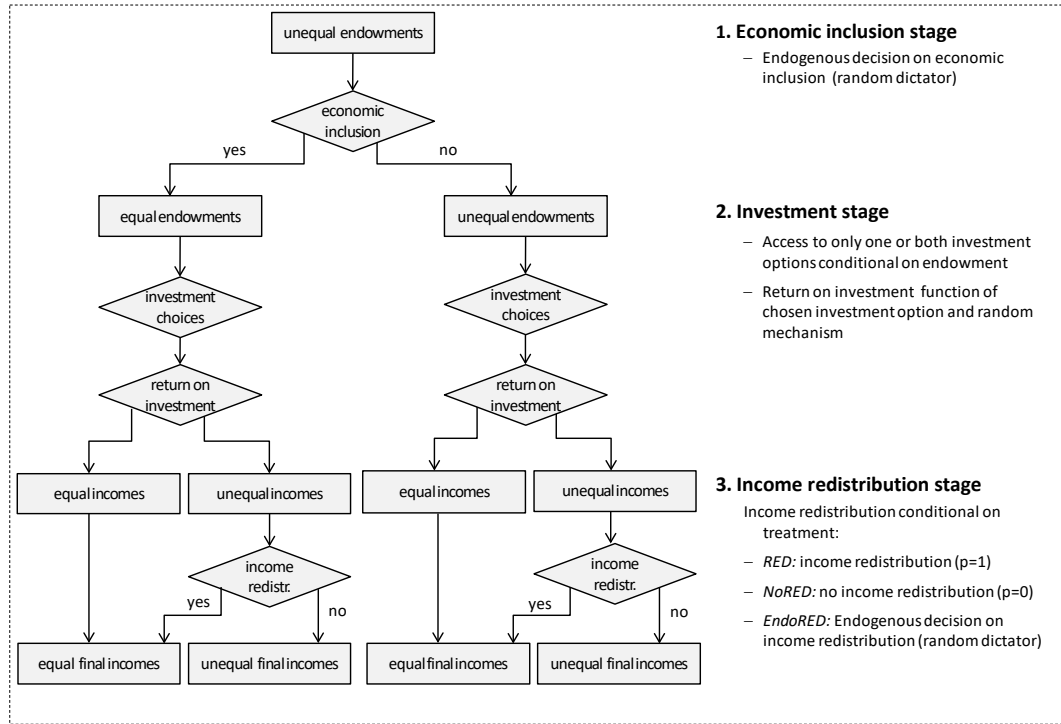 unequal endowments
economic
inclusion
yes
no
equal endowments
unequal endowments
investment
choices
investment
choices
return on
investment
return on
investment
equal incomes
unequal incomes
equal incomes
unequal incomes
income
redistr.
income
redistr.
yes
no
yes
no
equal final incomes
unequal final incomes
equal final incomes
unequal final incomes
1. Economic inclusion stage
– Endogenous decision on economic
inclusion (random dictator)
2. Investment stage
– Access to only one or both investment
options conditional on endowment
– Return on investment function of
chosen investment option and random
mechanism
3. Income redistribution stage
Income redistribution conditional on
treatment:
– RED: income redistribution (p=1)
– NoRED: no income redistribution (p=0)
– EndoRED: Endogenous decision on
income redistribution (random dictator)